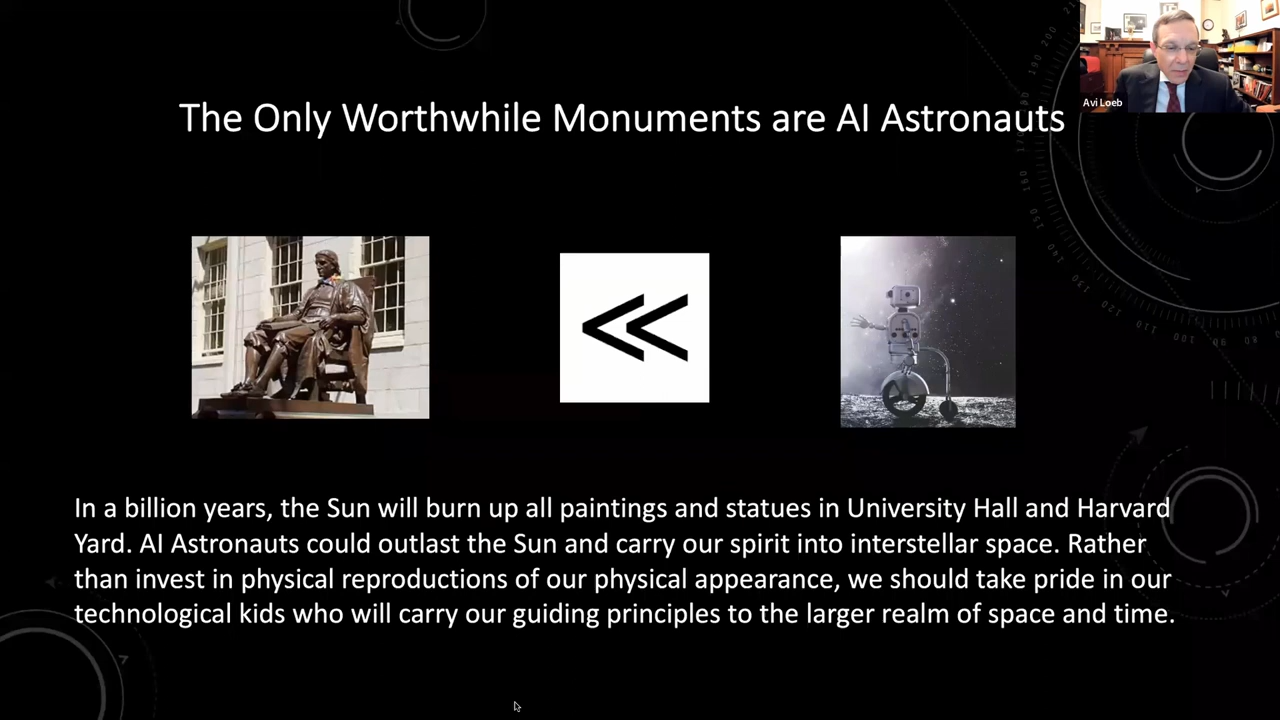 The Only Worthwhile Monuments are AI Astronauts
Avi Loeb
<<
In a billion years, the Sun will burn up all paintings and statues in University Hall and Harvard
Yard. AI Astronauts could outlast the Sun and carry our spirit into interstellar space. Rather
than invest in physical reproductions of our physical appearance, we should take pride in our
technological kids who will carry our guiding principles to the larger realm of space and time.